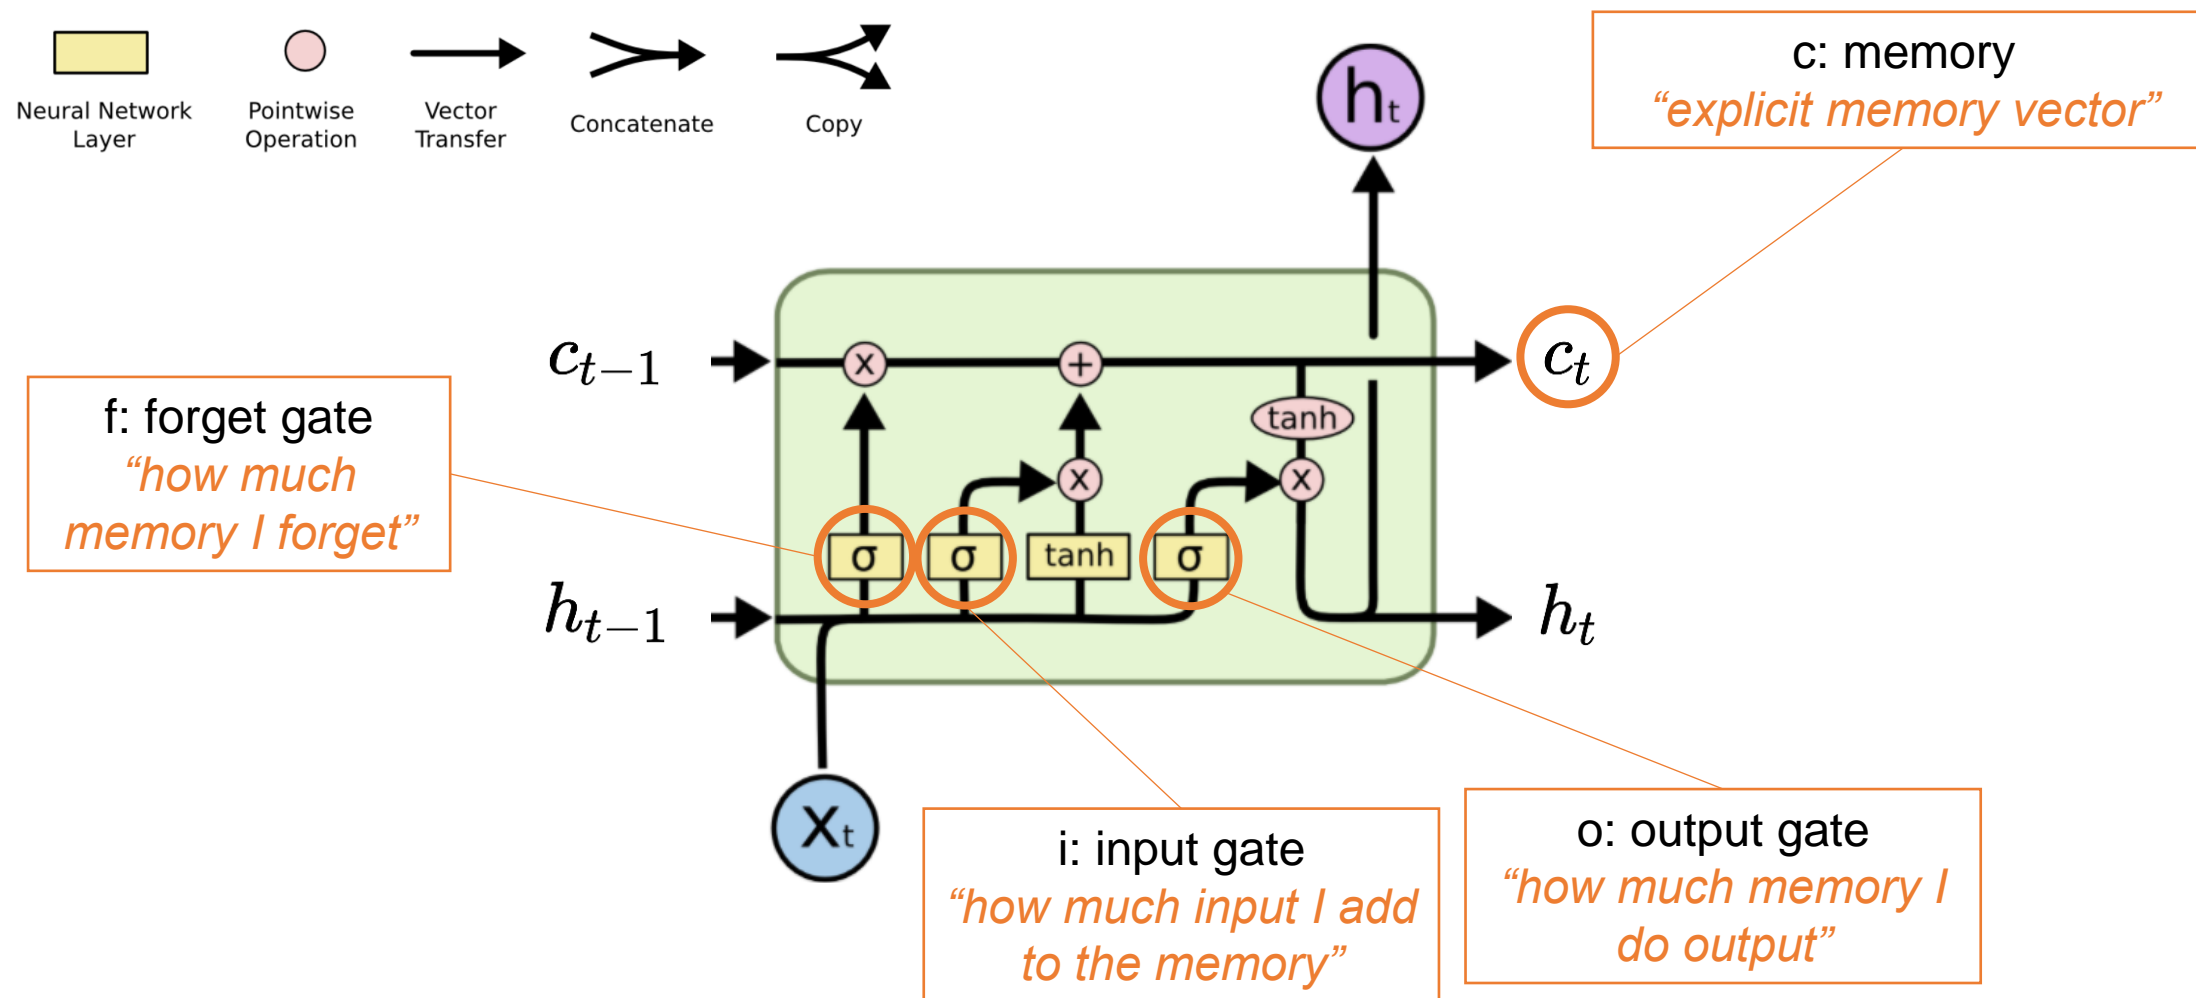 Neural Network
Layer
Pointwise
Operation
Vector
Transfer
Concatenate
Copy
c: memory
“explicit memory vector”
h_t
c_{t-1}
c_t
f: forget gate
“how much
memory I forget”
x
+
tanh
x
x
σ
σ
tanh
σ
h_{t-1}
h_t
x_t
i: input gate
“how much input I add
to the memory”
o: output gate
“how much memory I
do output”